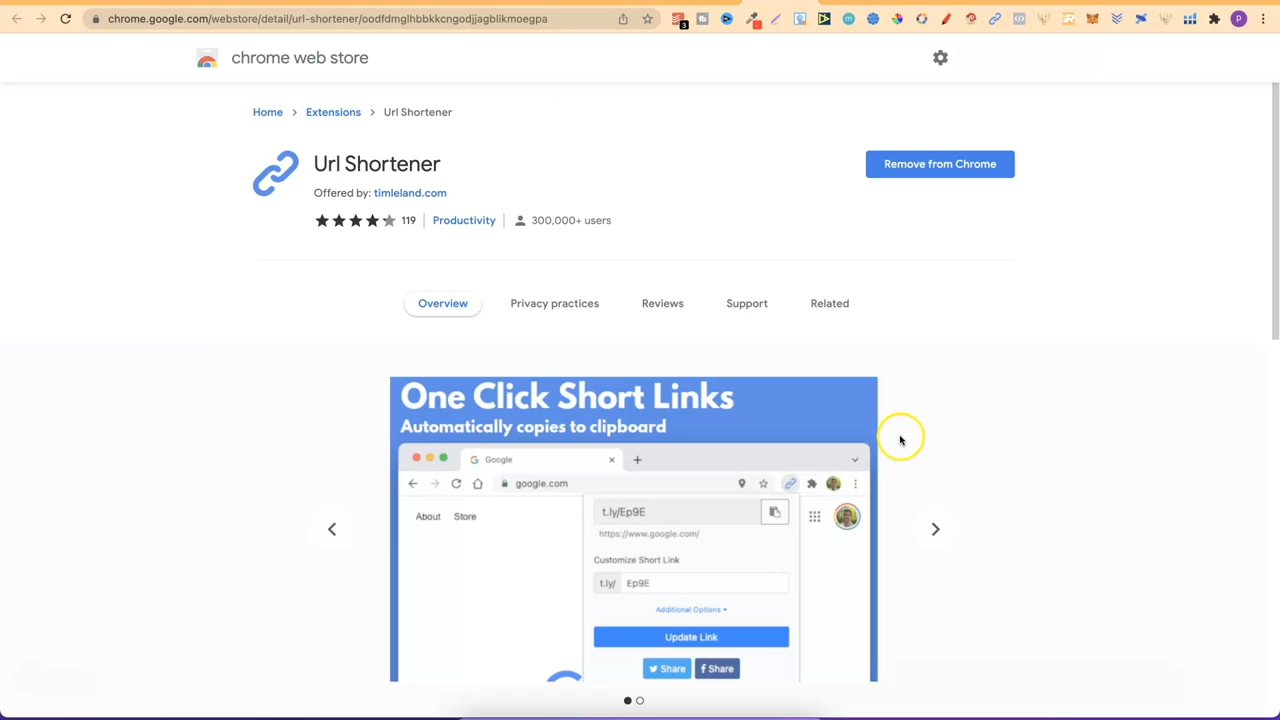 chrome.google.com/webstore/detail/url-shortener/oodfdmglhbbkkcngodjjagblikmoegpa
3
P
chrome web store
Home > Extensions > Url Shortener
Url Shortener
Remove from Chrome
Offered by: timleland.com
119 Productivity 300,000+ users
Overview Privacy practices Reviews Support Related
One Click Short Links
Automatically copies to clipboard
Google
google.com
About Store
t.ly/Ep9E
https://www.google.com/
Customize Short Link
t.ly/ Ep9E
Additional Options
Update Link
Share Share